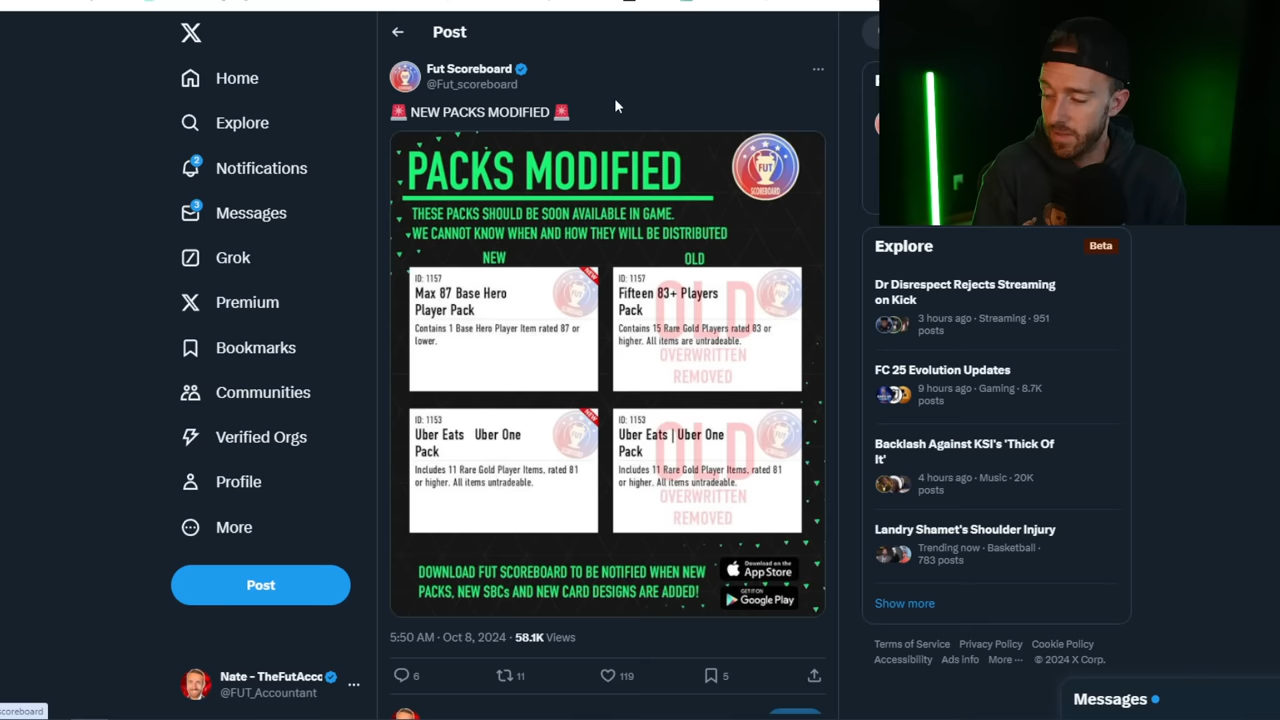 Post
Home
Explore
2
Notifications
3
Messages
Grok
Premium
Bookmarks
Communities
Verified Orgs
Profile
More
Post
Nate - TheFutAcco
@FUT_Accountant
scoreboard
Fut Scoreboard
@Fut_scoreboard
🚨 NEW PACKS MODIFIED 🚨
PACKS MODIFIED
FUT
SCOREBOARD
THESE PACKS SHOULD BE SOON AVAILABLE IN GAME.
WE CANNOT KNOW WHEN AND HOW THEY WILL BE DISTRIBUTED
NEW
OLD
NEW
ID: 1157
Max 87 Base Hero
Player Pack
Contains 1 Base Hero Player Item rated 87 or
lower.
ID: 1157
Fifteen 83+ Players
Pack
Contains 15 Rare Gold Players rated 83 or
higher. All items are untradeable.
OLD
OVERWRITTEN
REMOVED
NEW
ID: 1153
Uber Eats Uber One
Pack
Includes 11 Rare Gold Player Items, rated 81
or higher. All items untradeable.
ID: 1153
Uber Eats | Uber One
Pack
Includes 11 Rare Gold Player Items, rated 81
or higher. All items untradeable.
OLD
OVERWRITTEN
REMOVED
DOWNLOAD FUT SCOREBOARD TO BE NOTIFIED WHEN NEW
PACKS, NEW SBCs AND NEW CARD DESIGNS ARE ADDED!
Download on the
App Store
GET IT ON
Google Play
5:50 AM · Oct 8, 2024 · 58.1K Views
6
11
119
5
Explore
Beta
Dr Disrespect Rejects Streaming
on Kick
3 hours ago · Streaming · 951
posts
FC 25 Evolution Updates
9 hours ago · Gaming · 8.7K
posts
Backlash Against KSI's 'Thick Of
It'
4 hours ago · Music · 20K
posts
Landry Shamet's Shoulder Injury
Trending now · Basketball ·
783 posts
Show more
Terms of Service Privacy Policy Cookie Policy
Accessibility Ads info More ··· © 2024 X Corp.
Messages